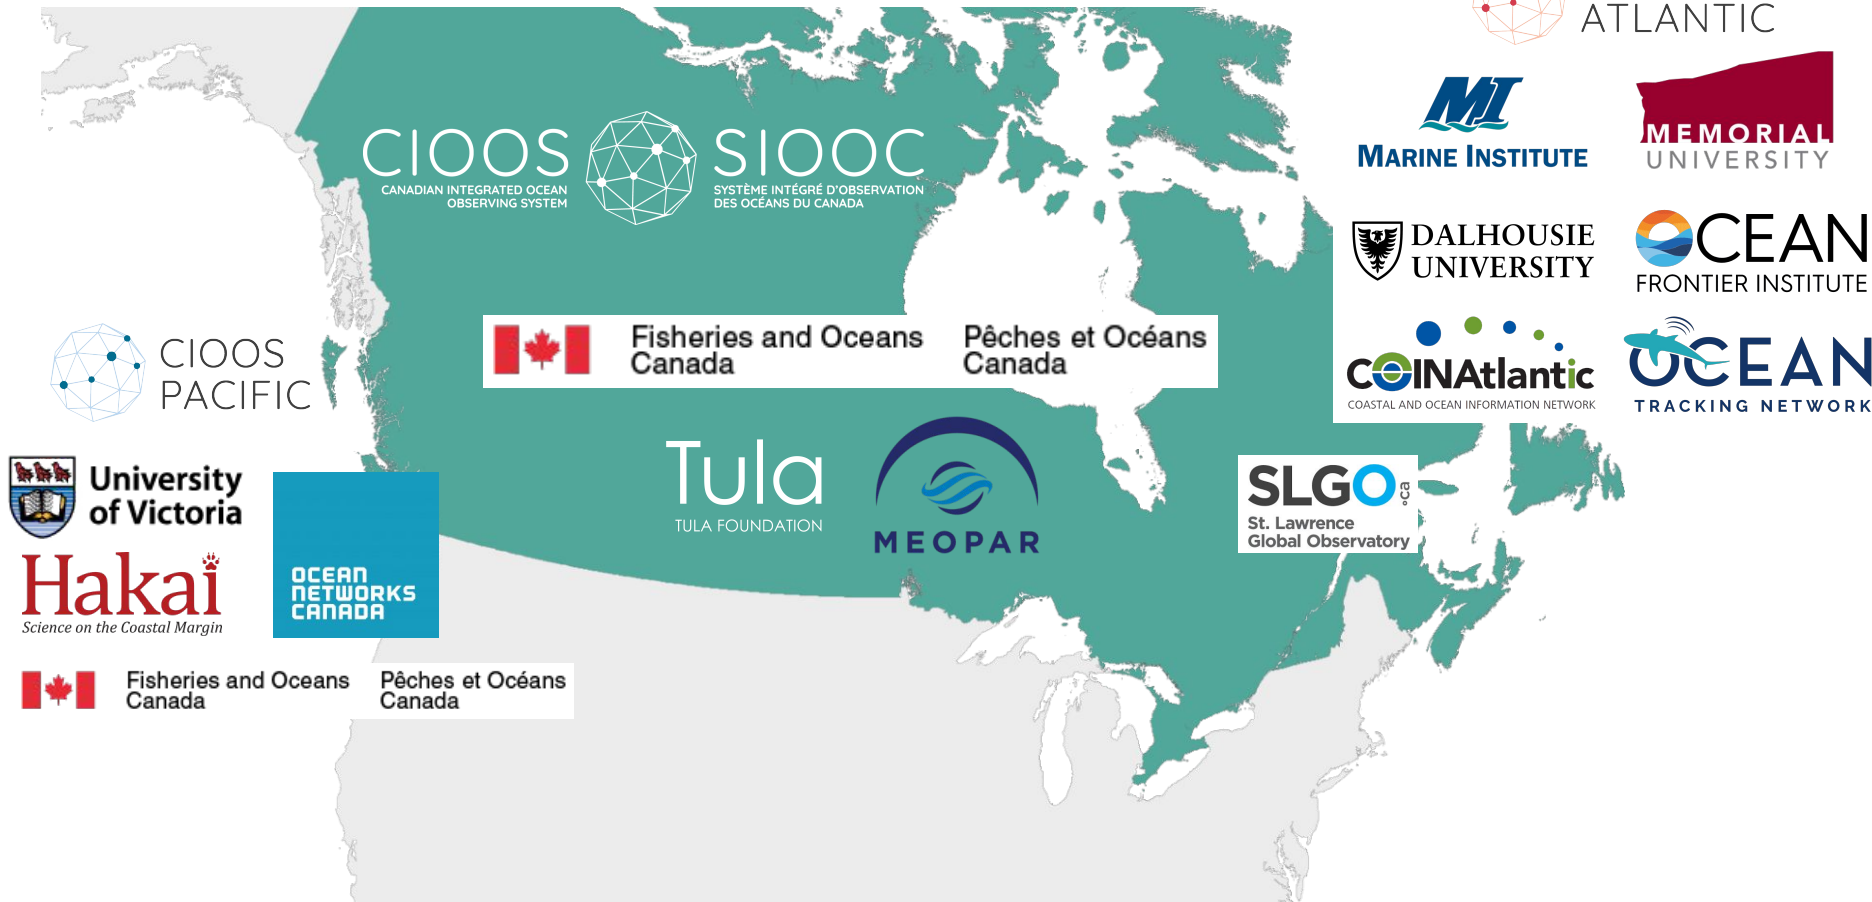 ATLANTIC
MI
MARINE INSTITUTE
MEMORIAL
UNIVERSITY
CIOOS
CANADIAN INTEGRATED OCEAN
OBSERVING SYSTEM
SIOOC
SYSTÈME INTÉGRÉ D'OBSERVATION
DES OCÉANS DU CANADA
DALHOUSIE
UNIVERSITY
OCEAN
FRONTIER INSTITUTE
CIOOS
PACIFIC
Fisheries and Oceans
Canada
Pêches et Océans
Canada
COINAtlantic
COASTAL AND OCEAN INFORMATION NETWORK
OCEAN
TRACKING NETWORK
University
of Victoria
Tula
TULA FOUNDATION
MEOPAR
SLGO.ca
St. Lawrence
Global Observatory
Hakai
Science on the Coastal Margin
OCEAN
NETWORKS
CANADA
Fisheries and Oceans
Canada
Pêches et Océans
Canada